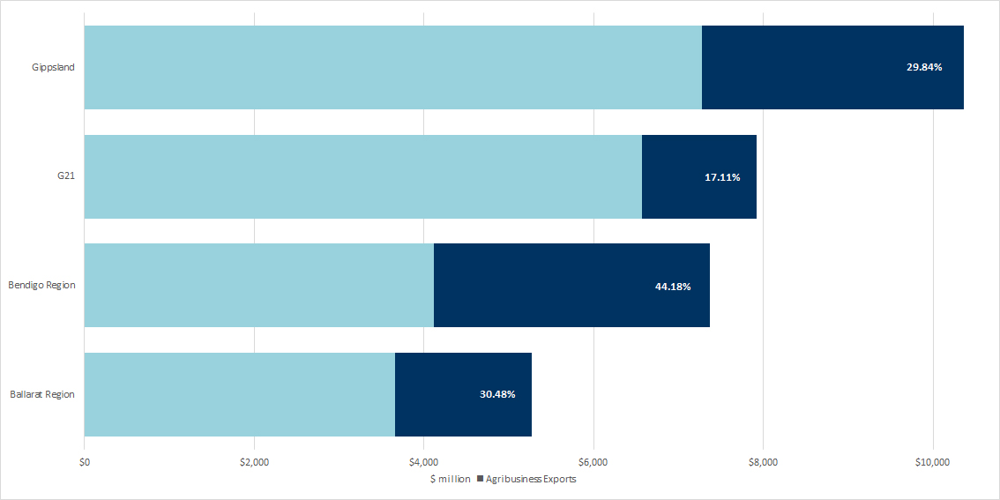 Gippsland
29.84%
G21
17.11%
Bendigo Region
44.18%
Ballarat Region
30.48%
$0 $2,000 $4,000 $6,000 $8,000 $10,000
$ million Agribusiness Exports